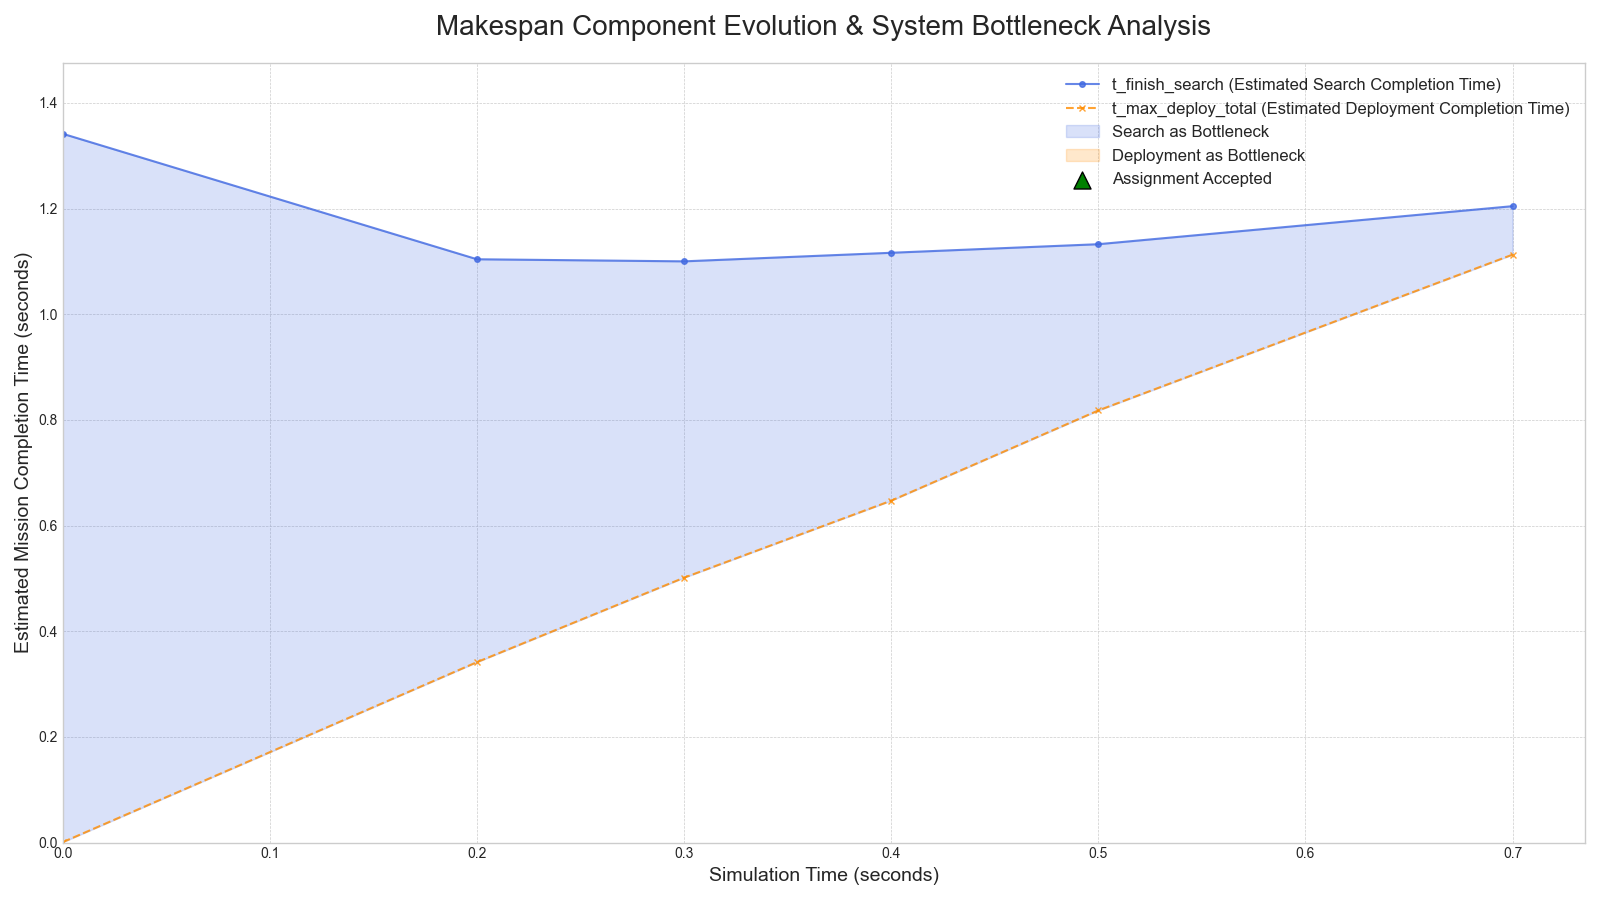 Makespan Component Evolution & System Bottleneck Analysis
t_finish_search (Estimated Search Completion Time)
t_max_deploy_total (Estimated Deployment Completion Time)
Search as Bottleneck
Deployment as Bottleneck
Assignment Accepted
Estimated Mission Completion Time (seconds)
1.4
1.2
1.0
0.8
0.6
0.4
0.2
0.0
0.0 0.1 0.2 0.3 0.4 0.5 0.6 0.7
Simulation Time (seconds)